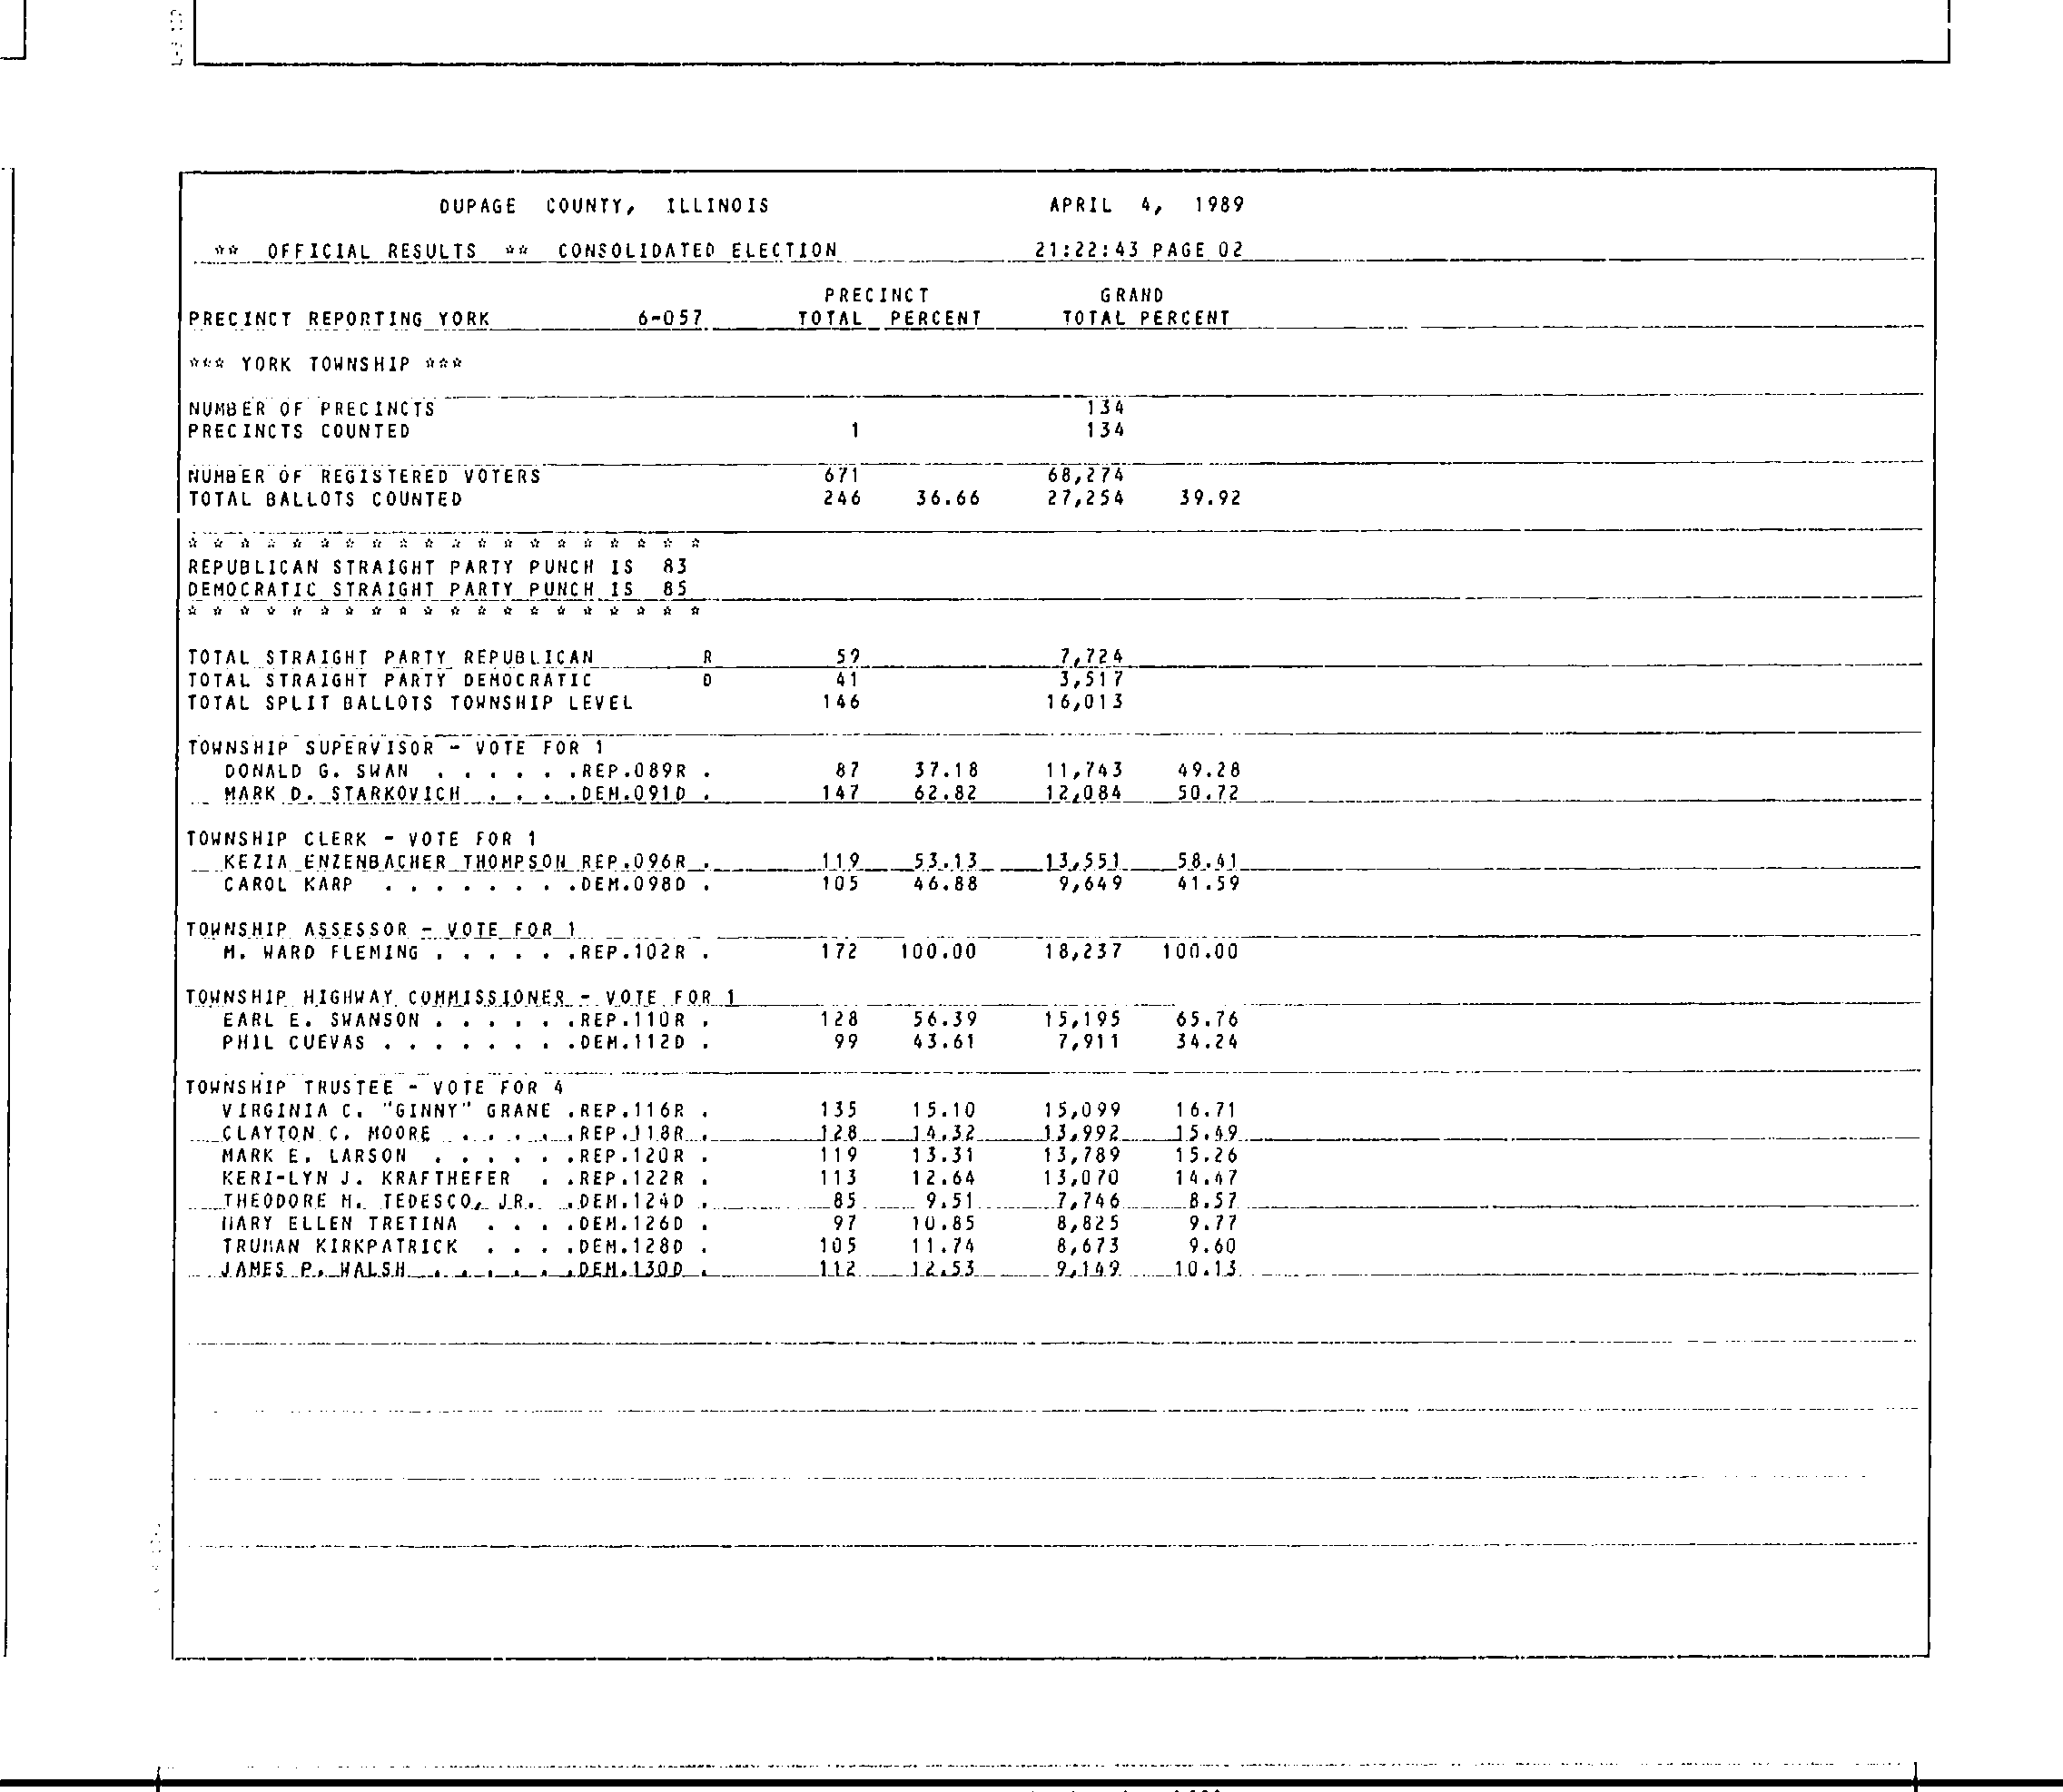 DUPAGE COUNTY, ILLINOIS APRIL 4, 1989
** OFFICIAL RESULTS ** CONSOLIDATED ELECTION 21:22:43 PAGE 02
PRECINCT GRAND
PRECINCT REPORTING YORK 6-057 TOTAL PERCENT TOTAL PERCENT
*** YORK TOWNSHIP ***
NUMBER OF PRECINCTS 134
PRECINCTS COUNTED 1 134
NUMBER OF REGISTERED VOTERS 671 68,274
TOTAL BALLOTS COUNTED 246 36.66 27,254 39.92
* * * * * * * * * * * * * * * * * * * *
REPUBLICAN STRAIGHT PARTY PUNCH IS 83
DEMOCRATIC STRAIGHT PARTY PUNCH IS 85
* * * * * * * * * * * * * * * * * * * *
TOTAL STRAIGHT PARTY REPUBLICAN R 59 7,724
TOTAL STRAIGHT PARTY DEMOCRATIC D 41 3,517
TOTAL SPLIT BALLOTS TOWNSHIP LEVEL 146 16,013
TOWNSHIP SUPERVISOR - VOTE FOR 1
DONALD G. SWAN . . . . . .REP.089R . 87 37.18 11,743 49.28
MARK D. STARKOVICH . . . .DEM.091D . 147 62.82 12,084 50.72
TOWNSHIP CLERK - VOTE FOR 1
KEZIA ENZENBACHER THOMPSON REP.096R . 119 53.13 13,551 58.41
CAROL KARP . . . . . . . .DEM.098D . 105 46.88 9,649 41.59
TOWNSHIP ASSESSOR - VOTE FOR 1
M. WARD FLEMING . . . . . .REP.102R . 172 100.00 18,237 100.00
TOWNSHIP HIGHWAY COMMISSIONER - VOTE FOR 1
EARL E. SWANSON . . . . . .REP.110R . 128 56.39 15,195 65.76
PHIL CUEVAS . . . . . . . .DEM.112D . 99 43.61 7,911 34.24
TOWNSHIP TRUSTEE - VOTE FOR 4
VIRGINIA C. "GINNY" GRANE .REP.116R . 135 15.10 15,099 16.71
CLAYTON C. MOORE . . . . .REP.118R . 128 14.32 13,992 15.49
MARK E. LARSON . . . . . .REP.120R . 119 13.31 13,789 15.26
KERI-LYN J. KRAFTHEFER . .REP.122R . 113 12.64 13,070 14.47
THEODORE M. TEDESCO, JR. .DEM.124D . 85 9.51 7,746 8.57
MARY ELLEN TRETINA . . . .DEM.126D . 97 10.85 8,825 9.77
TRUMAN KIRKPATRICK . . . .DEM.128D . 105 11.74 8,673 9.60
JAMES P. WALSH . . . . . .DEM.130D . 112 12.53 9,149 10.13